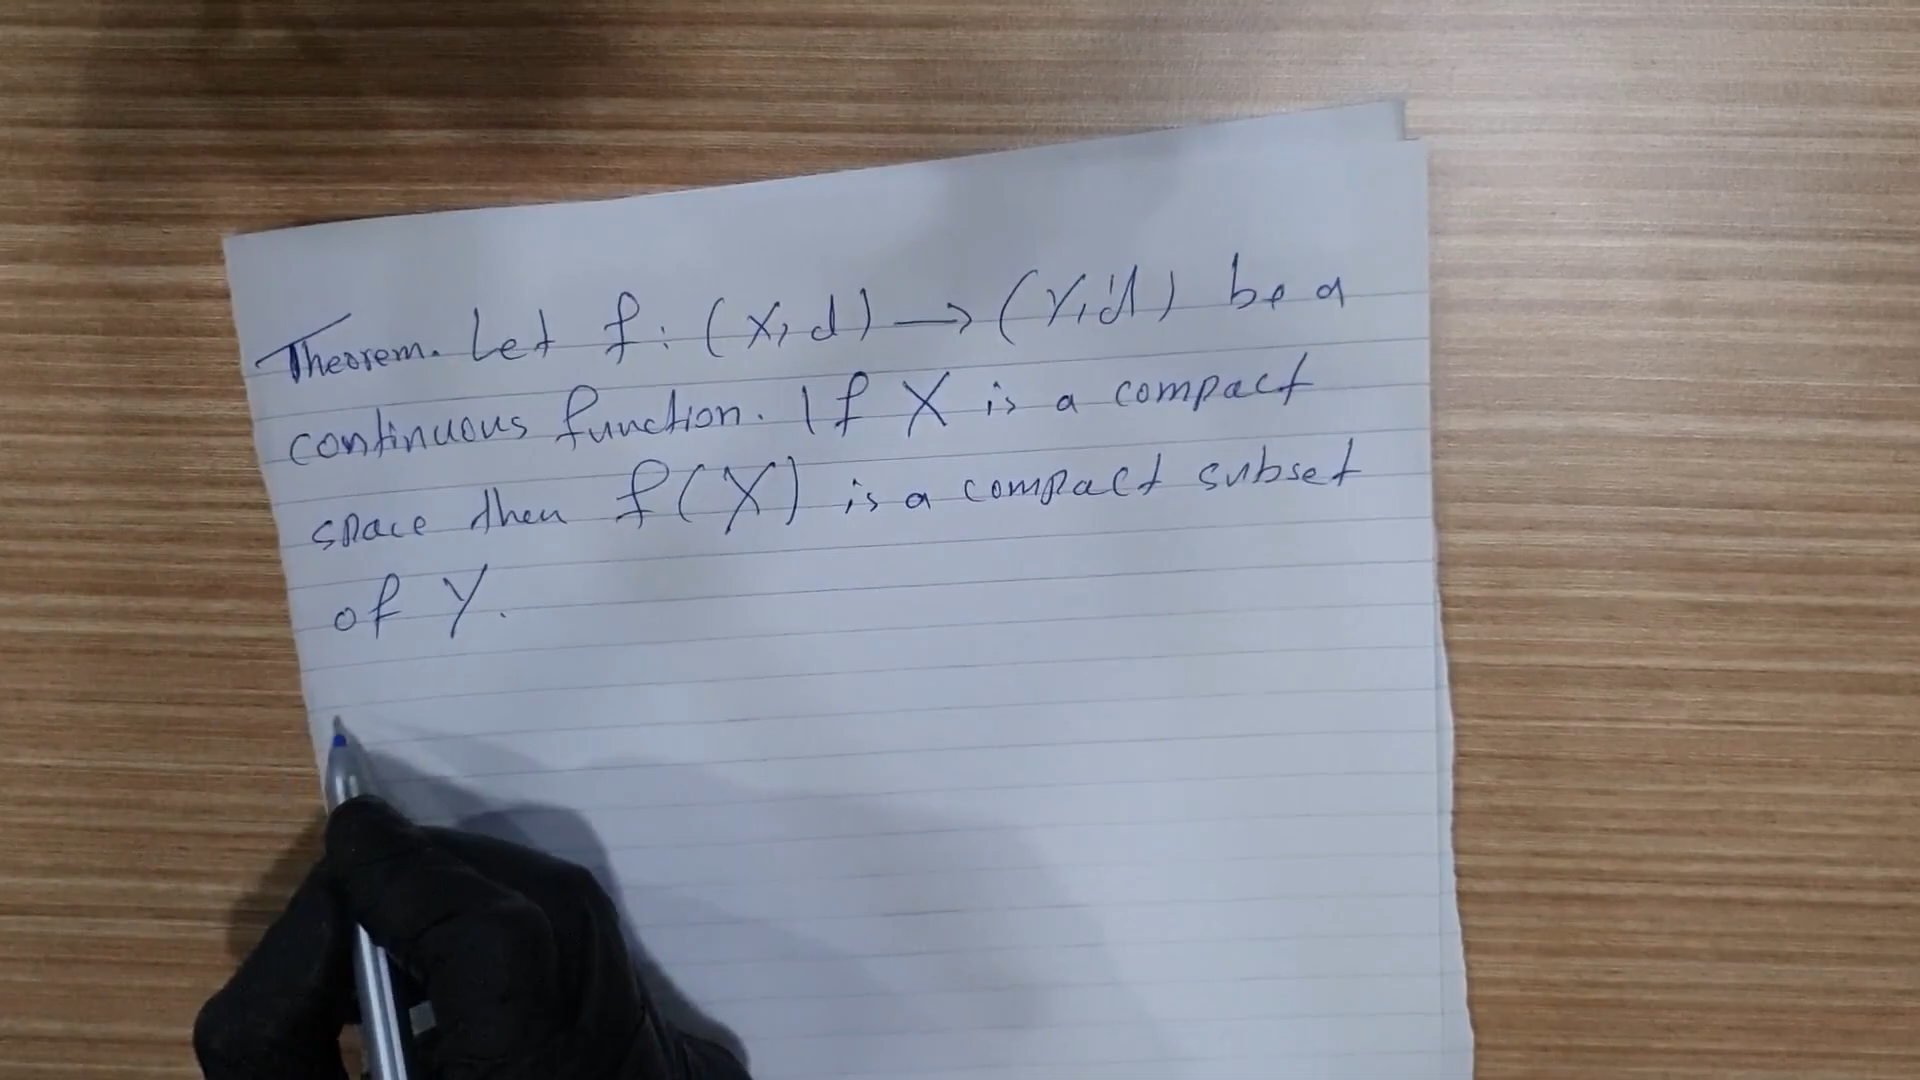 Theorem. Let f: (X, d) → (Y, d') be a
continuous function. If X is a compact
space then f(X) is a compact subset
of Y.